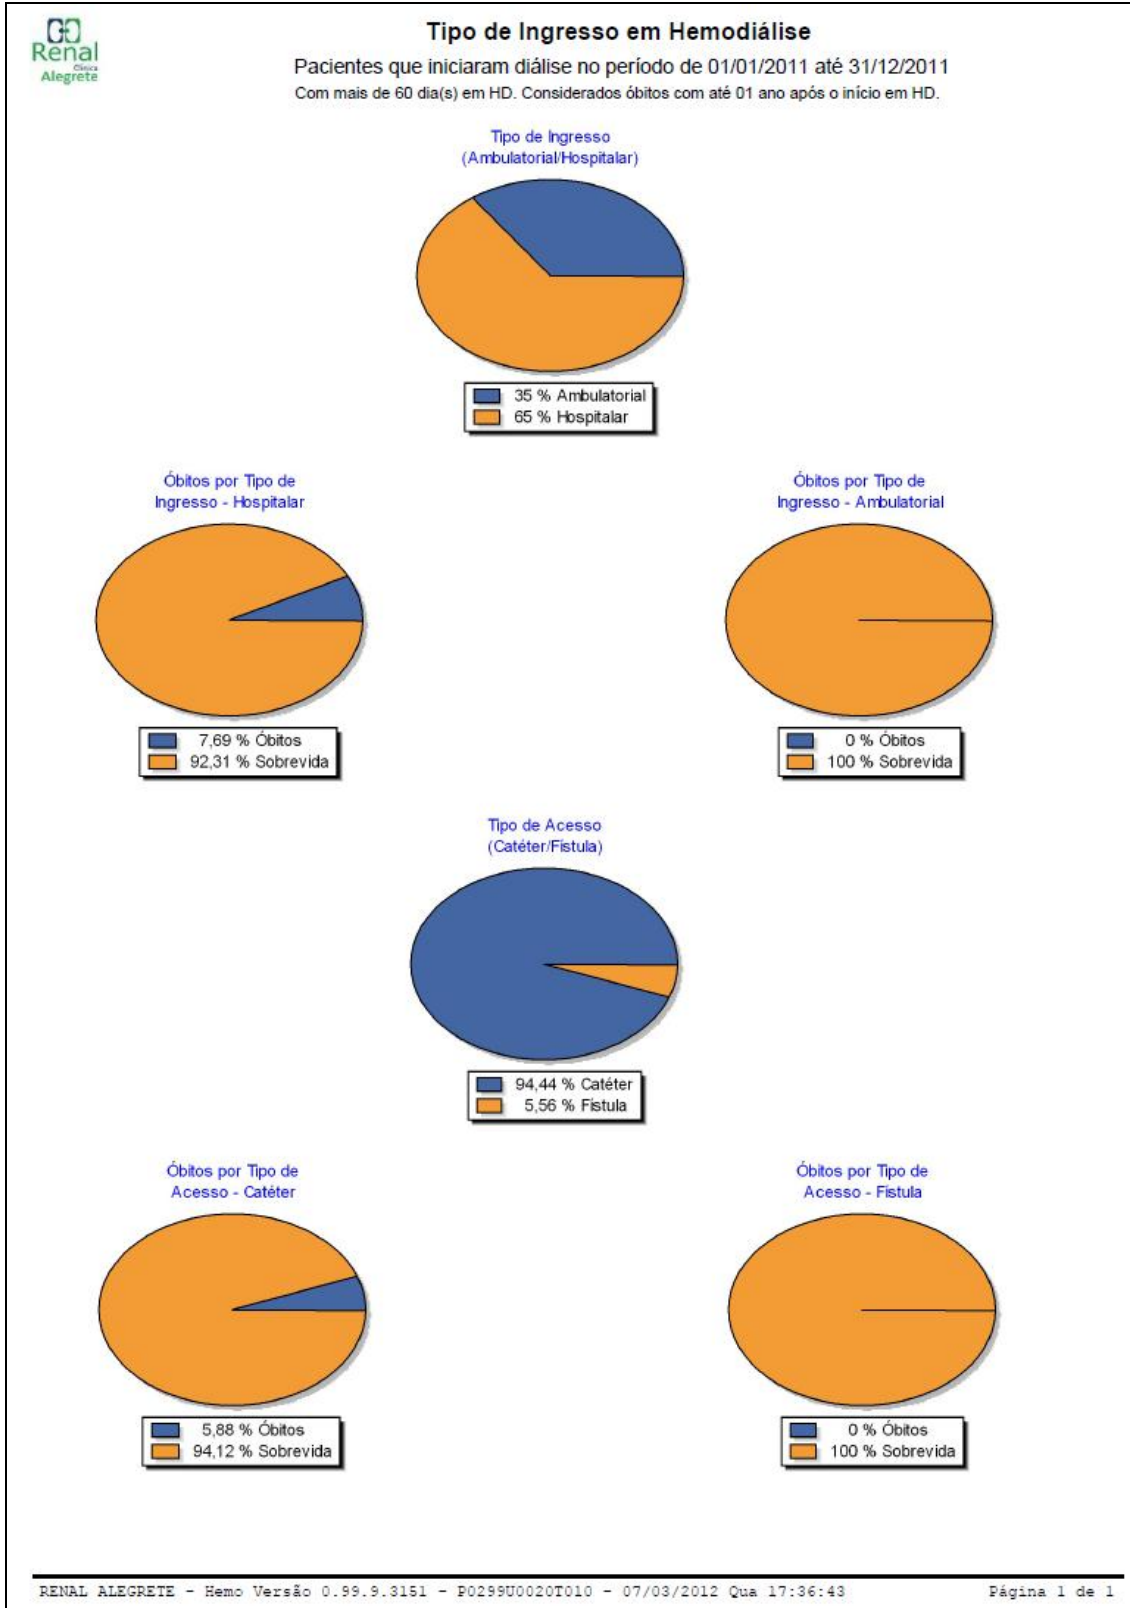 Renal
Clínica
Alegrete
Tipo de Ingresso em Hemodiálise
Pacientes que iniciaram diálise no período de 01/01/2011 até 31/12/2011
Com mais de 60 dia(s) em HD. Considerados óbitos com até 01 ano após o início em HD.
Tipo de Ingresso
(Ambulatorial/Hospitalar)
35 % Ambulatorial
65 % Hospitalar
Óbitos por Tipo de
Ingresso - Hospitalar
7,69 % Óbitos
92,31 % Sobrevida
Óbitos por Tipo de
Ingresso - Ambulatorial
0 % Óbitos
100 % Sobrevida
Tipo de Acesso
(Catéter/Fístula)
94,44 % Catéter
5,56 % Fístula
Óbitos por Tipo de
Acesso - Catéter
5,88 % Óbitos
94,12 % Sobrevida
Óbitos por Tipo de
Acesso - Fístula
0 % Óbitos
100 % Sobrevida
RENAL ALEGRETE - Hemo Versão 0.99.9.3151 - P0299U0020T010 - 07/03/2012 Qua 17:36:43 Página 1 de 1